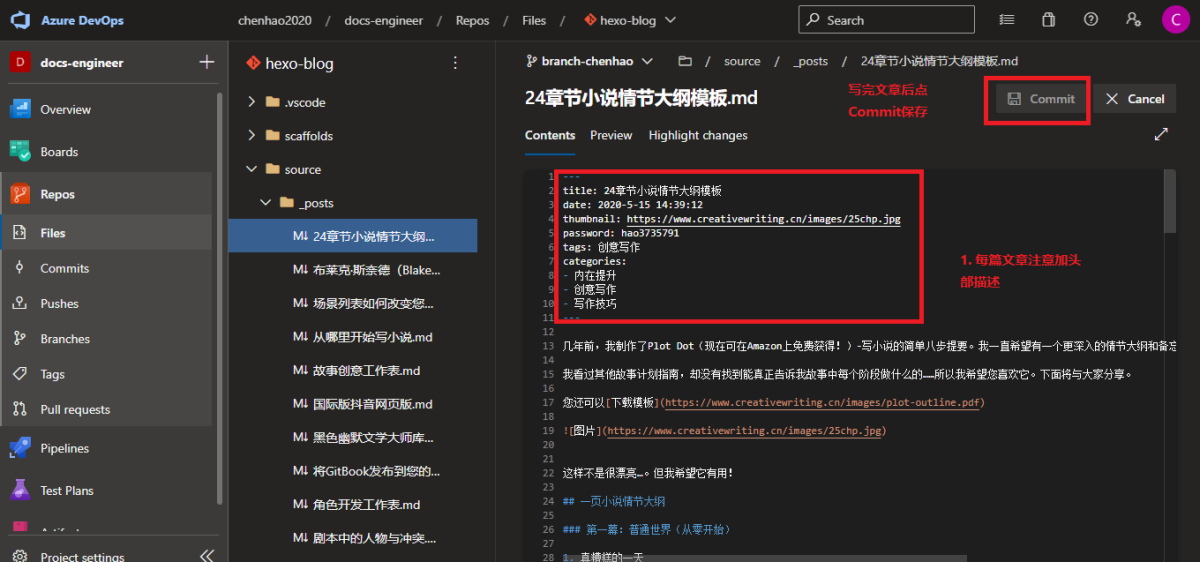 Azure DevOps
chenhao2020 / docs-engineer / Repos / Files / hexo-blog
Search
C
D docs-engineer
Overview
Boards
Repos
Files
Commits
Pushes
Branches
Tags
Pull requests
Pipelines
Test Plans
Project settings
hexo-blog
.vscode
scaffolds
source
_posts
M↓ 24章节小说情节大纲...
M↓ 布莱克·斯奈德（Blake...
M↓ 场景列表如何改变您...
M↓ 从哪里开始写小说.md
M↓ 故事创意工作表.md
M↓ 国际版抖音网页版.md
M↓ 黑色幽默文学大师库...
M↓ 将GitBook发布到您的...
M↓ 角色开发工作表.md
M↓ 剧本中的人物与冲突....
branch-chenhao / source / _posts / 24章节小说情节大纲模板.md
24章节小说情节大纲模板.md
写完文章后点
Commit保存
Commit
Cancel
Contents Preview Highlight changes
1 ---
2 title: 24章节小说情节大纲模板
3 date: 2020-5-15 14:39:12
4 thumbnail: https://www.creativewriting.cn/images/25chp.jpg
5 password: hao3735791
6 tags: 创意写作
7 categories:
8 - 内在提升
9 - 创意写作
10 - 写作技巧
11 ---
1. 每篇文章注意加头
部描述
12
13 几年前，我制作了Plot Dot（现在可在Amazon上免费获得！）-写小说的简单八步提要。我一直希望有一个更深入的情节大纲和备忘
14
15 我看过其他故事计划指南，却没有找到能真正告诉我故事中每个阶段做什么的……所以我希望您喜欢它。下面将与大家分享。
16
17 您还可以[下载模板](https://www.creativewriting.cn/images/plot-outline.pdf)
18
19 ![图片](https://www.creativewriting.cn/images/25chp.jpg)
20
21
22 这样不是很漂亮…。但我希望它有用！
23
24 ## 一页小说情节大纲
25
26 ### 第一幕：普通世界（从零开始）
27
28 1. 真糟糕的一天